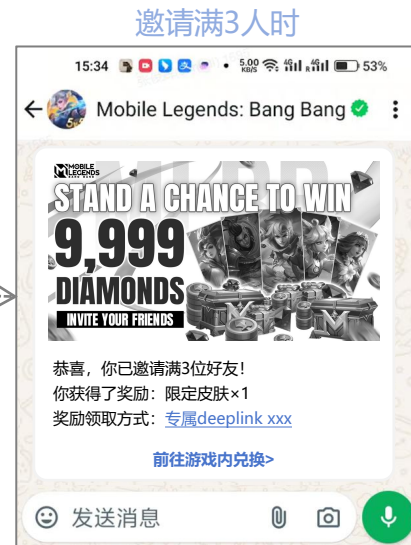 邀请满3人时
15:34
5.00 KB/S
4G
R 4G
53%
Mobile Legends: Bang Bang
MOBILE
LEGENDS
BANG BANG
STAND A CHANCE TO WIN
9,999
DIAMONDS
INVITE YOUR FRIENDS
恭喜，你已邀请满3位好友！
你获得了奖励：限定皮肤×1
奖励领取方式：专属deeplink xxx
前往游戏内兑换>
发送消息